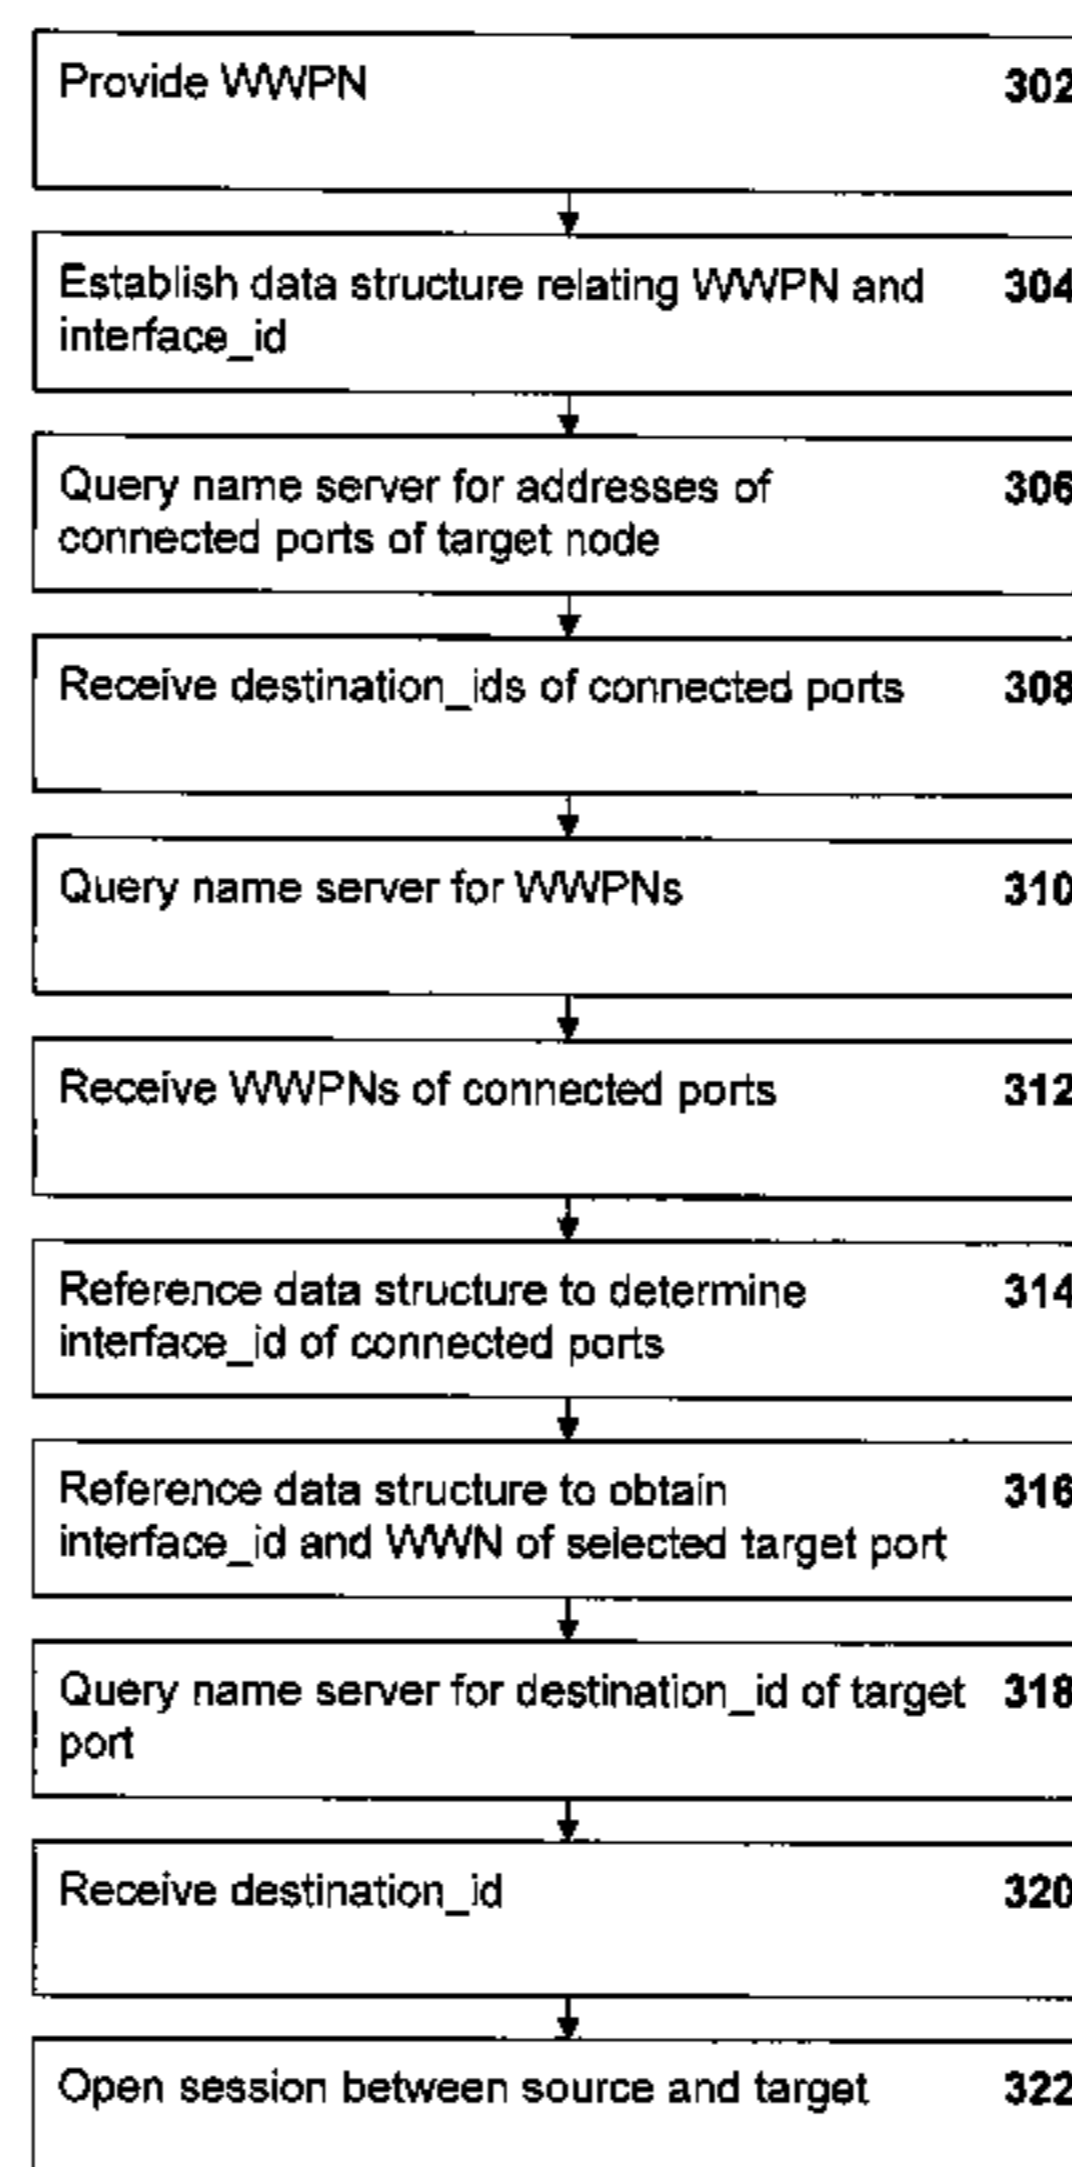 Provide WWPN 302
Establish data structure relating WWPN and 304
interface_id
Query name server for addresses of 306
connected ports of target node
Receive destination_ids of connected ports 308
Query name server for WWPNs 310
Receive WWPNs of connected ports 312
Reference data structure to determine 314
interface_id of connected ports
Reference data structure to obtain 316
interface_id and WWN of selected target port
Query name server for destination_id of target 318
port
Receive destination_id 320
Open session between source and target 322